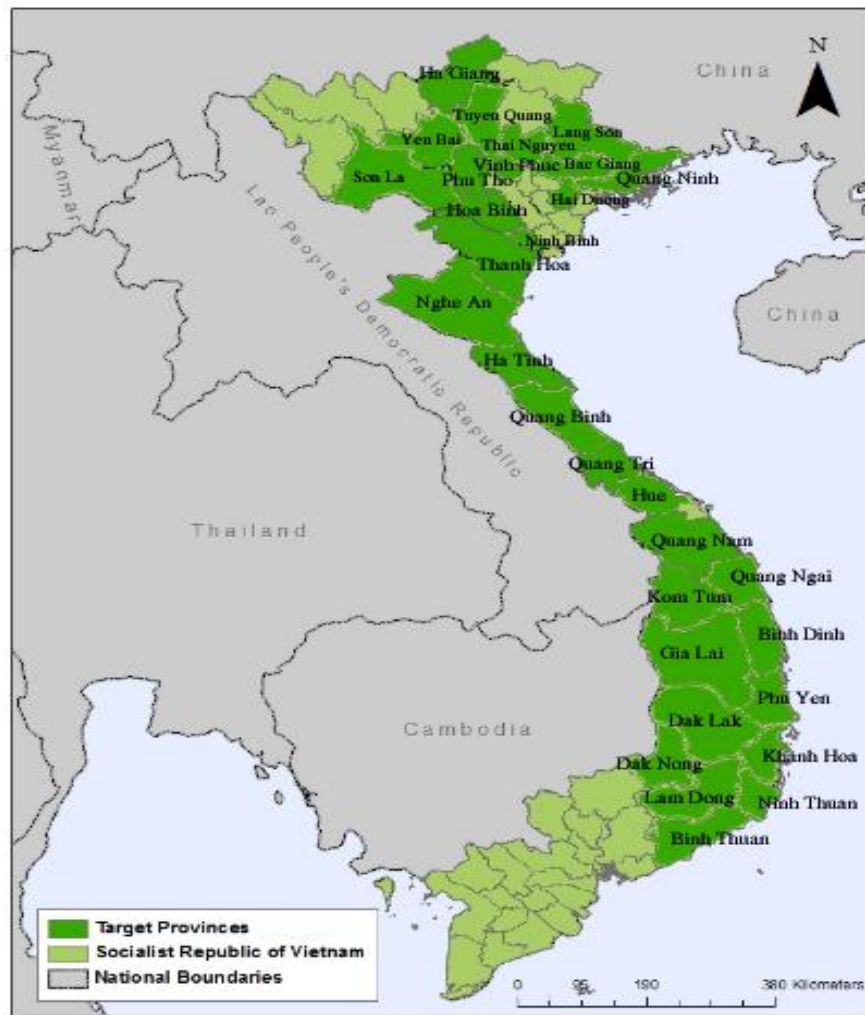 N
China
Ha Giang
Tuyen Quang
Lang Son
Yen Bai
Thai Nguyen
Vinh Phuc
Bac Giang
Son La
Phu Tho
Quang Ninh
Hai Duong
Hoa Binh
Ninh Binh
Thanh Hoa
Myanmar
Lao People's Democratic Republic
Nghe An
China
Ha Tinh
Quang Binh
Quang Tri
Hue
Thailand
Quang Nam
Quang Ngai
Kom Tum
Binh Dinh
Gia Lai
Phu Yen
Dak Lak
Cambodia
Khanh Hoa
Dak Nong
Lam Dong
Ninh Thuan
Binh Thuan
Target Provinces
Socialist Republic of Vietnam
National Boundaries
0 95 190 380 Kilometers